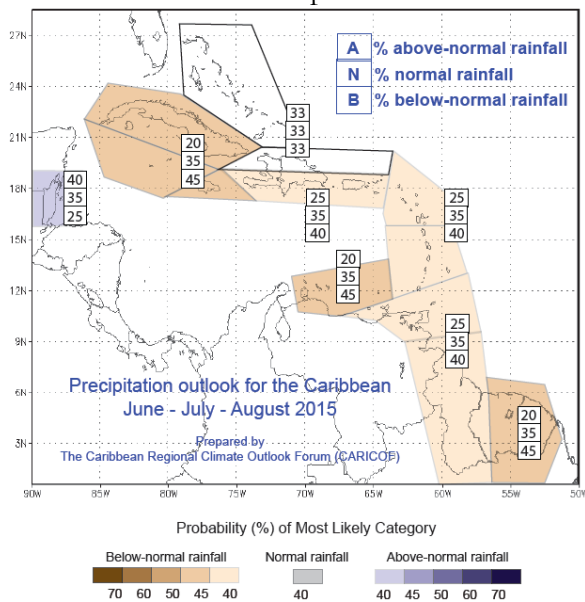 27N
24N
21N
18N
15N
12N
9N
6N
3N
A % above-normal rainfall
N % normal rainfall
B % below-normal rainfall
33
33
33
20
35
45
40
35
25
25
35
40
25
35
40
20
35
45
25
35
40
20
35
45
Precipitation outlook for the Caribbean
June - July - August 2015
Prepared by
The Caribbean Regional Climate Outlook Forum (CARICOF)
90W 85W 80W 75W 70W 65W 60W 55W 50W
Probability (%) of Most Likely Category
Below-normal rainfall Normal rainfall Above-normal rainfall
70 60 50 45 40 40 40 45 50 60 70